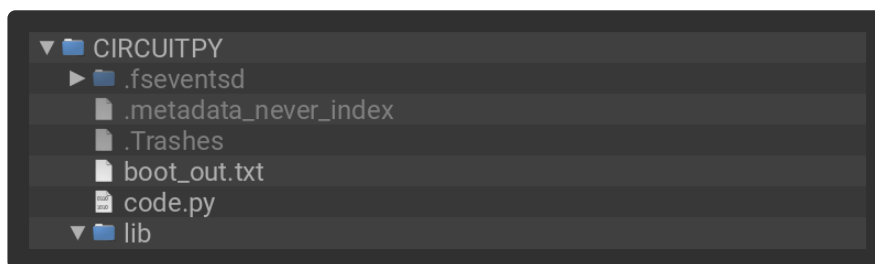 CIRCUITPY
.fseventsd
.metadata_never_index
.Trashes
boot_out.txt
code.py
lib